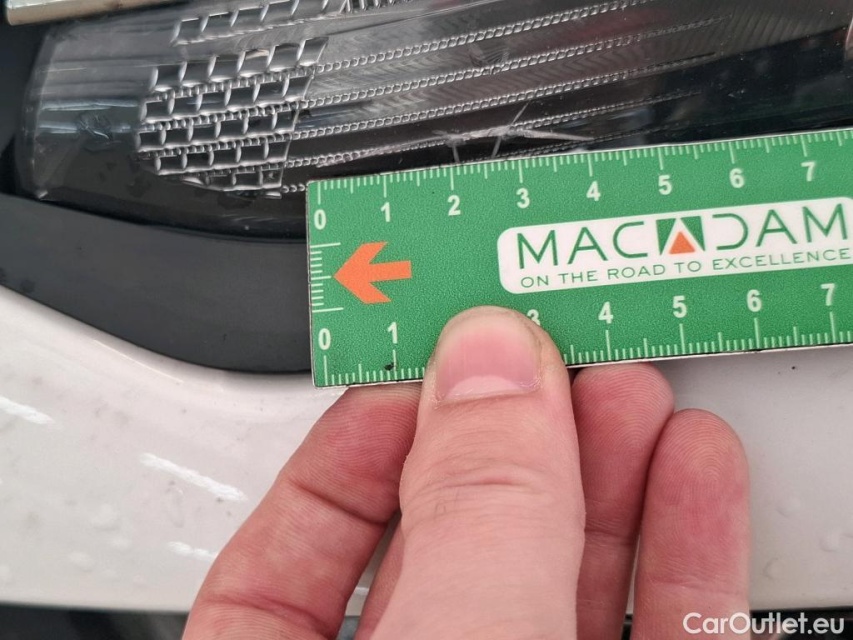 0 1 2 3 4 5 6 7
MACADAM
ON THE ROAD TO EXCELLENCE
0 1 3 4 5 6 7
CarOutlet.eu